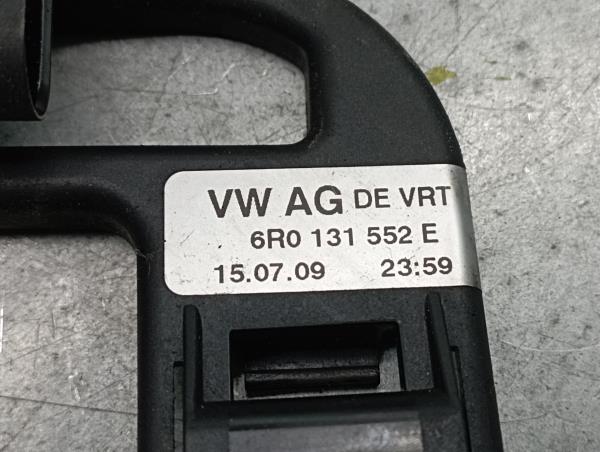 VW AG DE VRT
6R0 131 552 E
15.07.09 23:59